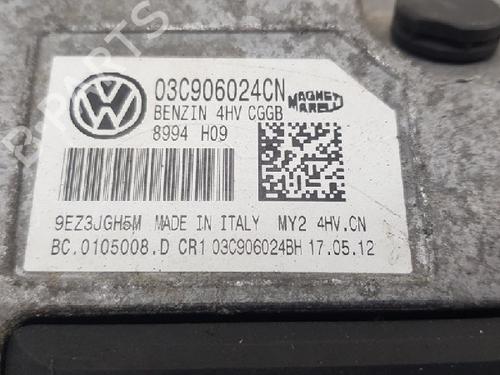 03C906024CN
BENZIN 4HV CGGB
8994 H09
MAGNETI MARELLI
9EZ3JGH5M MADE IN ITALY MY2 4HV.CN
BC.0105008.D CR1 03C906024BH 17.05.12
B PARTS